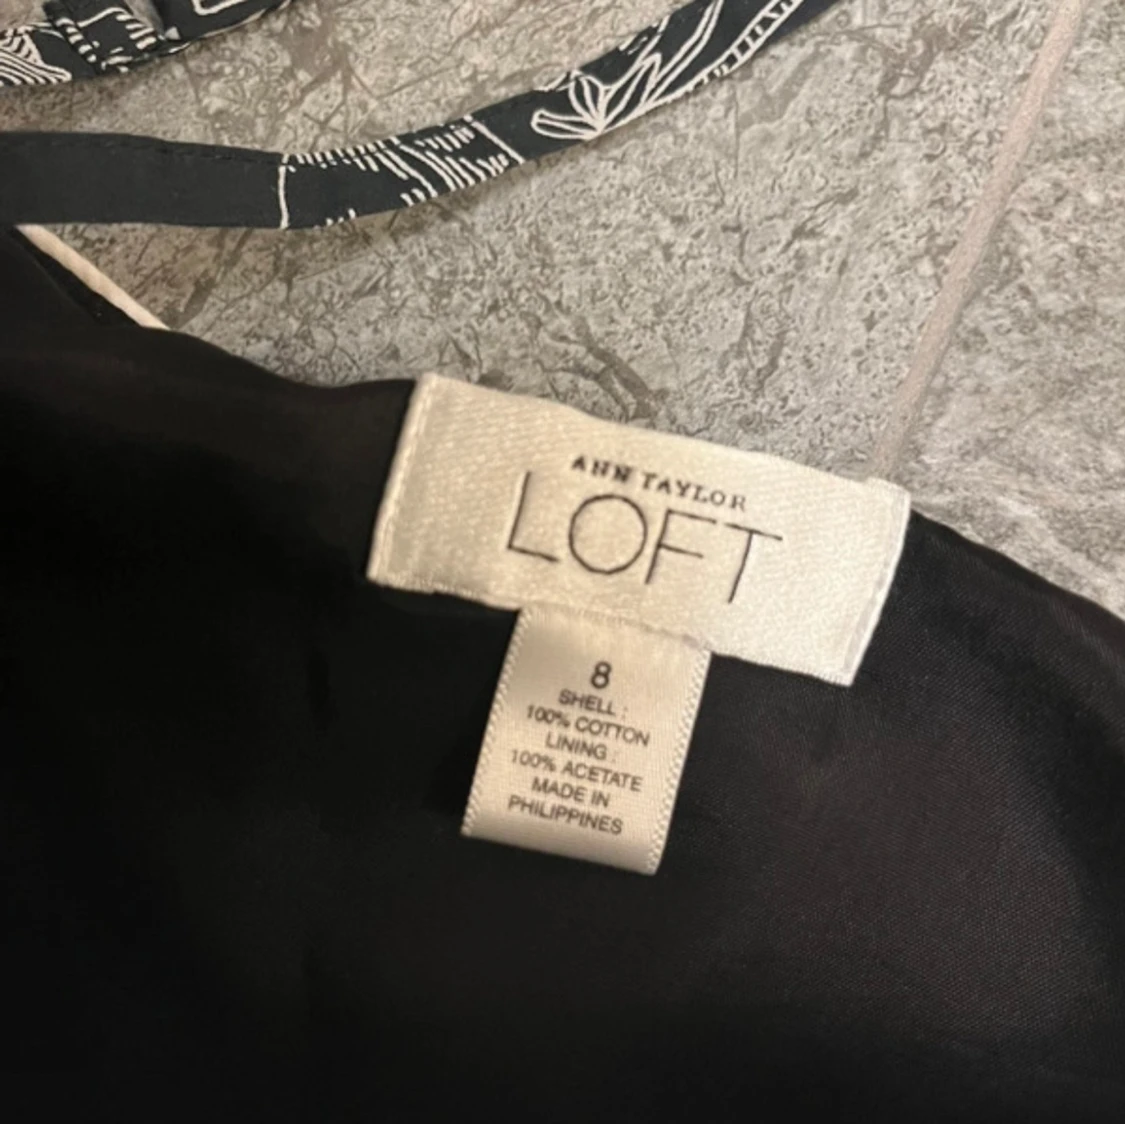 ANN TAYLOR
LOFT
8
SHELL :
100% COTTON
LINING :
100% ACETATE
MADE IN
PHILIPPINES